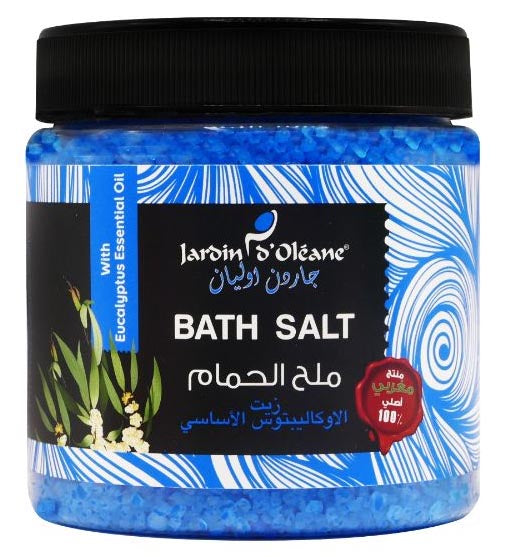 With
Eucalyptus Essential Oil
Jardin d'Oléane®
جاردن اوليان
BATH SALT
ملح الحمام
زيت
الاوكاليبتوس الأساسي
منتج
مغربي
أصلي
100%